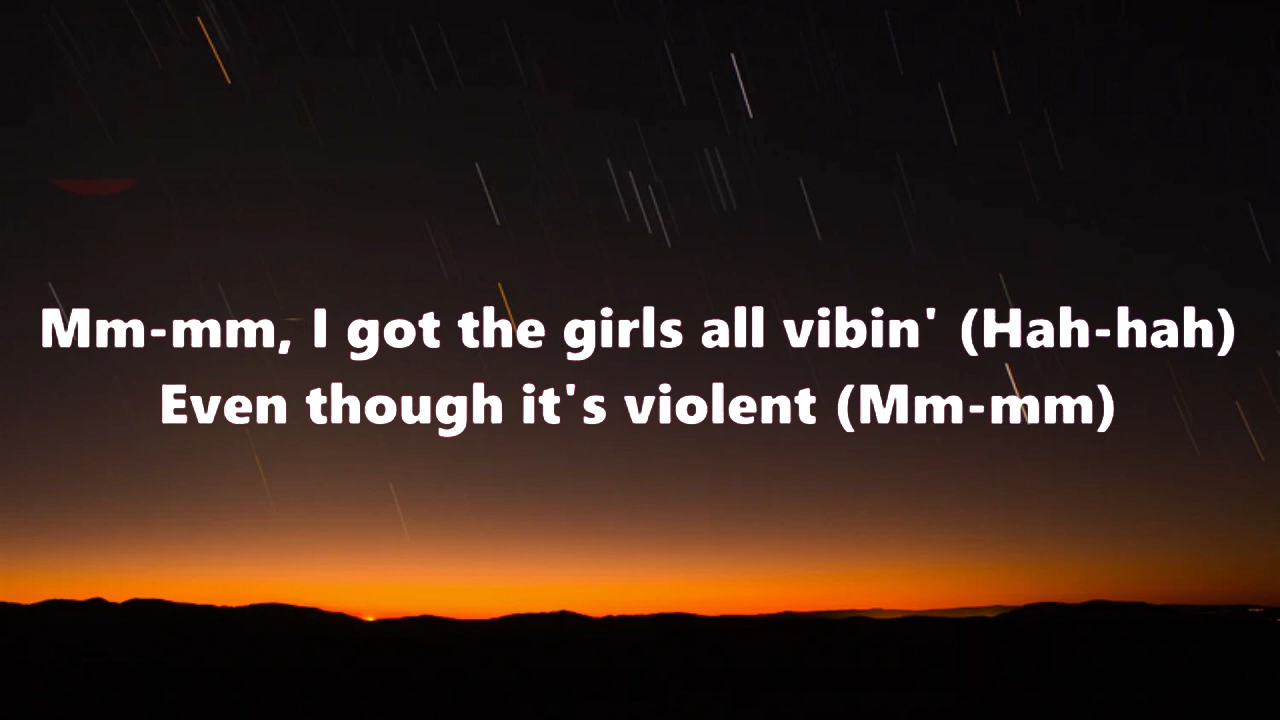 Mm-mm, I got the girls all vibin' (Hah-hah)
Even though it's violent (Mm-mm)